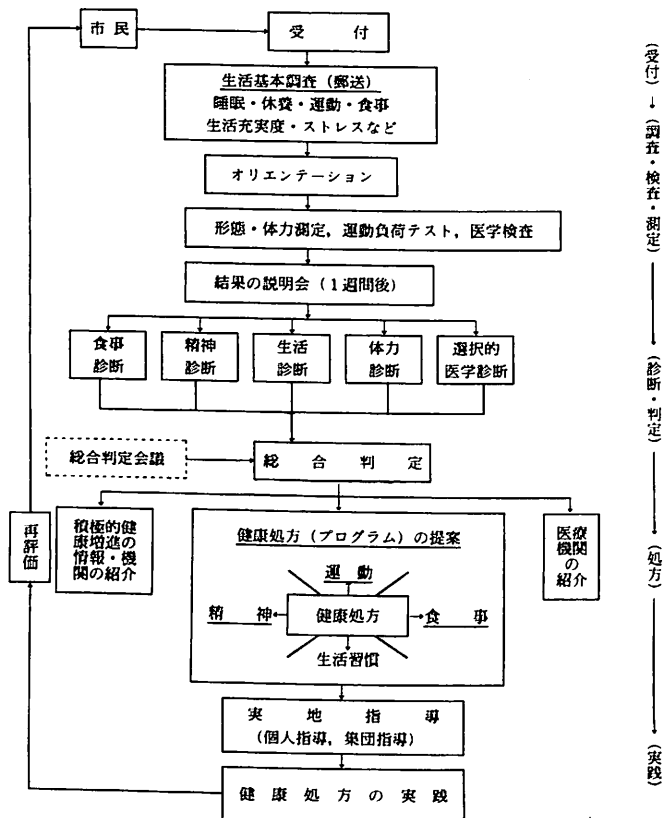 市民
受付
生活基本調査(郵送)
睡眠・休養・運動・食事
生活充実度・ストレスなど
オリエンテーション
形態・体力測定,運動負荷テスト,医学検査
結果の説明会(1週間後)
食事
診断
精神
診断
生活
診断
体力
診断
選択的
医学診断
総合判定会議
総合判定
再評価
積極的健
康増進の
情報・機
関の紹介
健康処方(プログラム)の提案
運動
精神
健康処方
食事
生活習慣
医療
機関
の
紹介
実地指導
(個人指導,集団指導)
健康処方の実践
(受付)→(調査・検査・測定)→(診断・判定)→(処方)→(実践)